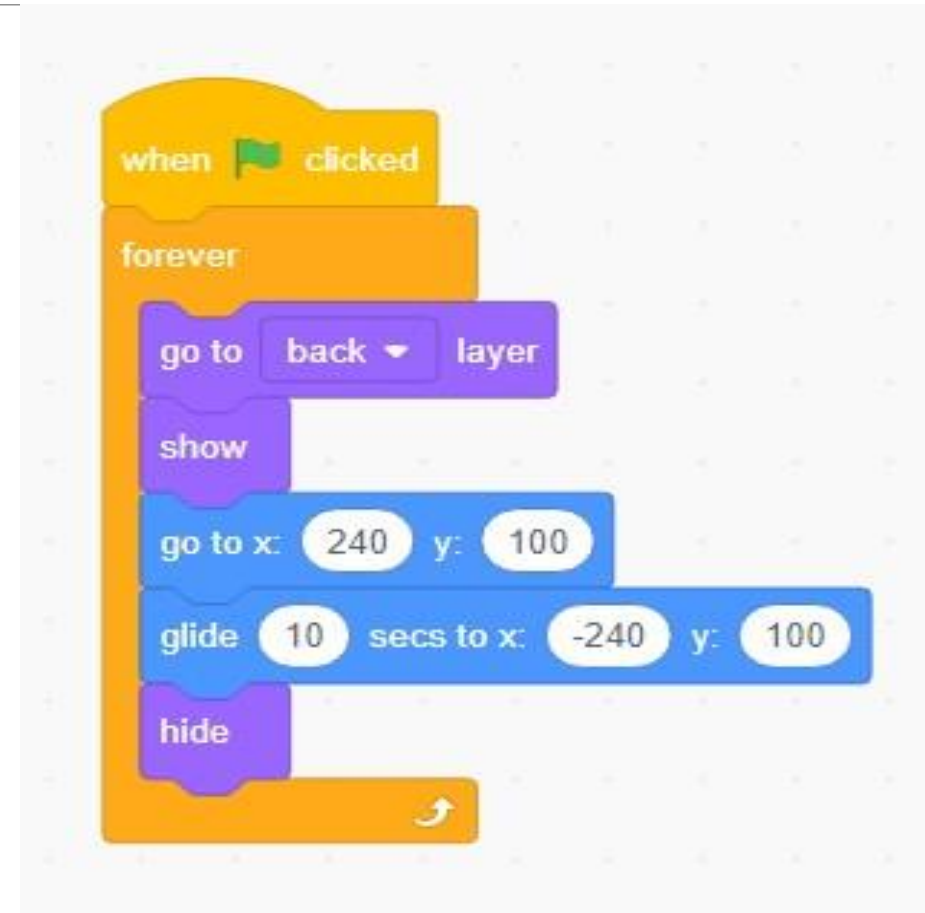 when clicked
forever
go to back layer
show
go to x: 240 y: 100
glide 10 secs to x: -240 y: 100
hide